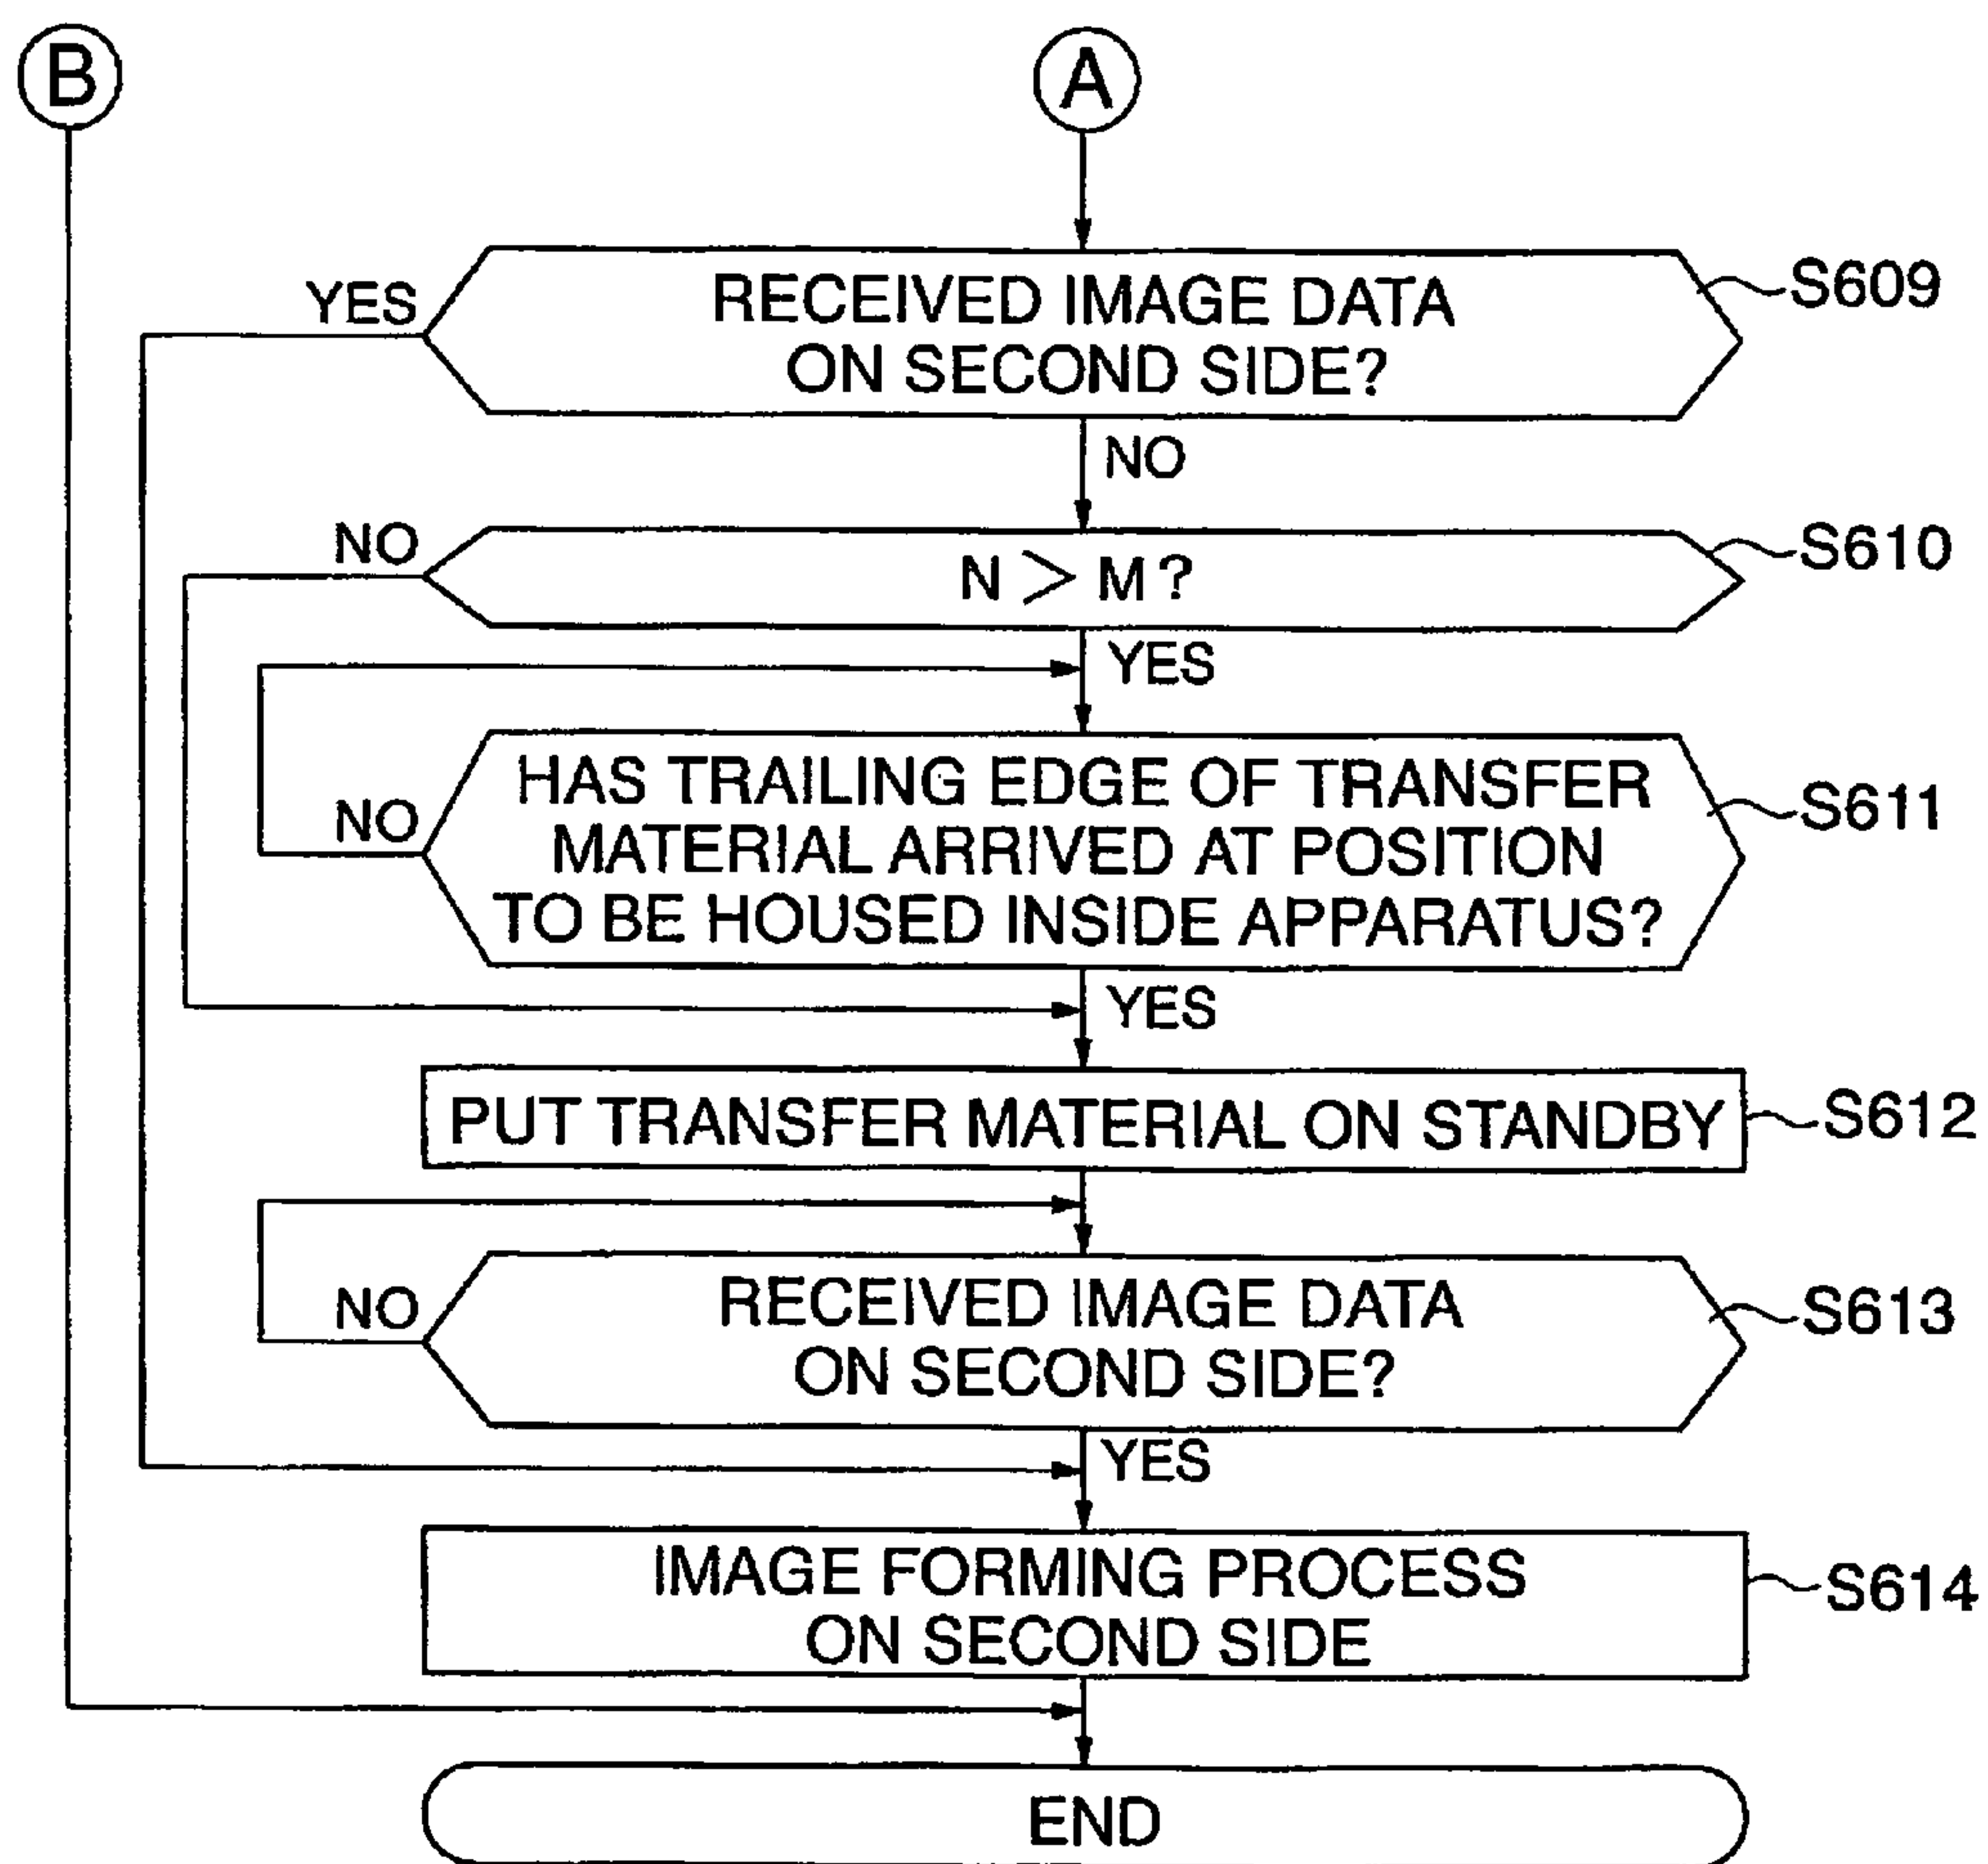 B
A
YES
RECEIVED IMAGE DATA
ON SECOND SIDE?
S609
NO
NO
N > M?
S610
YES
NO
HAS TRAILING EDGE OF TRANSFER
MATERIAL ARRIVED AT POSITION
TO BE HOUSED INSIDE APPARATUS?
S611
YES
PUT TRANSFER MATERIAL ON STANDBY
S612
NO
RECEIVED IMAGE DATA
ON SECOND SIDE?
S613
YES
IMAGE FORMING PROCESS
ON SECOND SIDE
S614
END